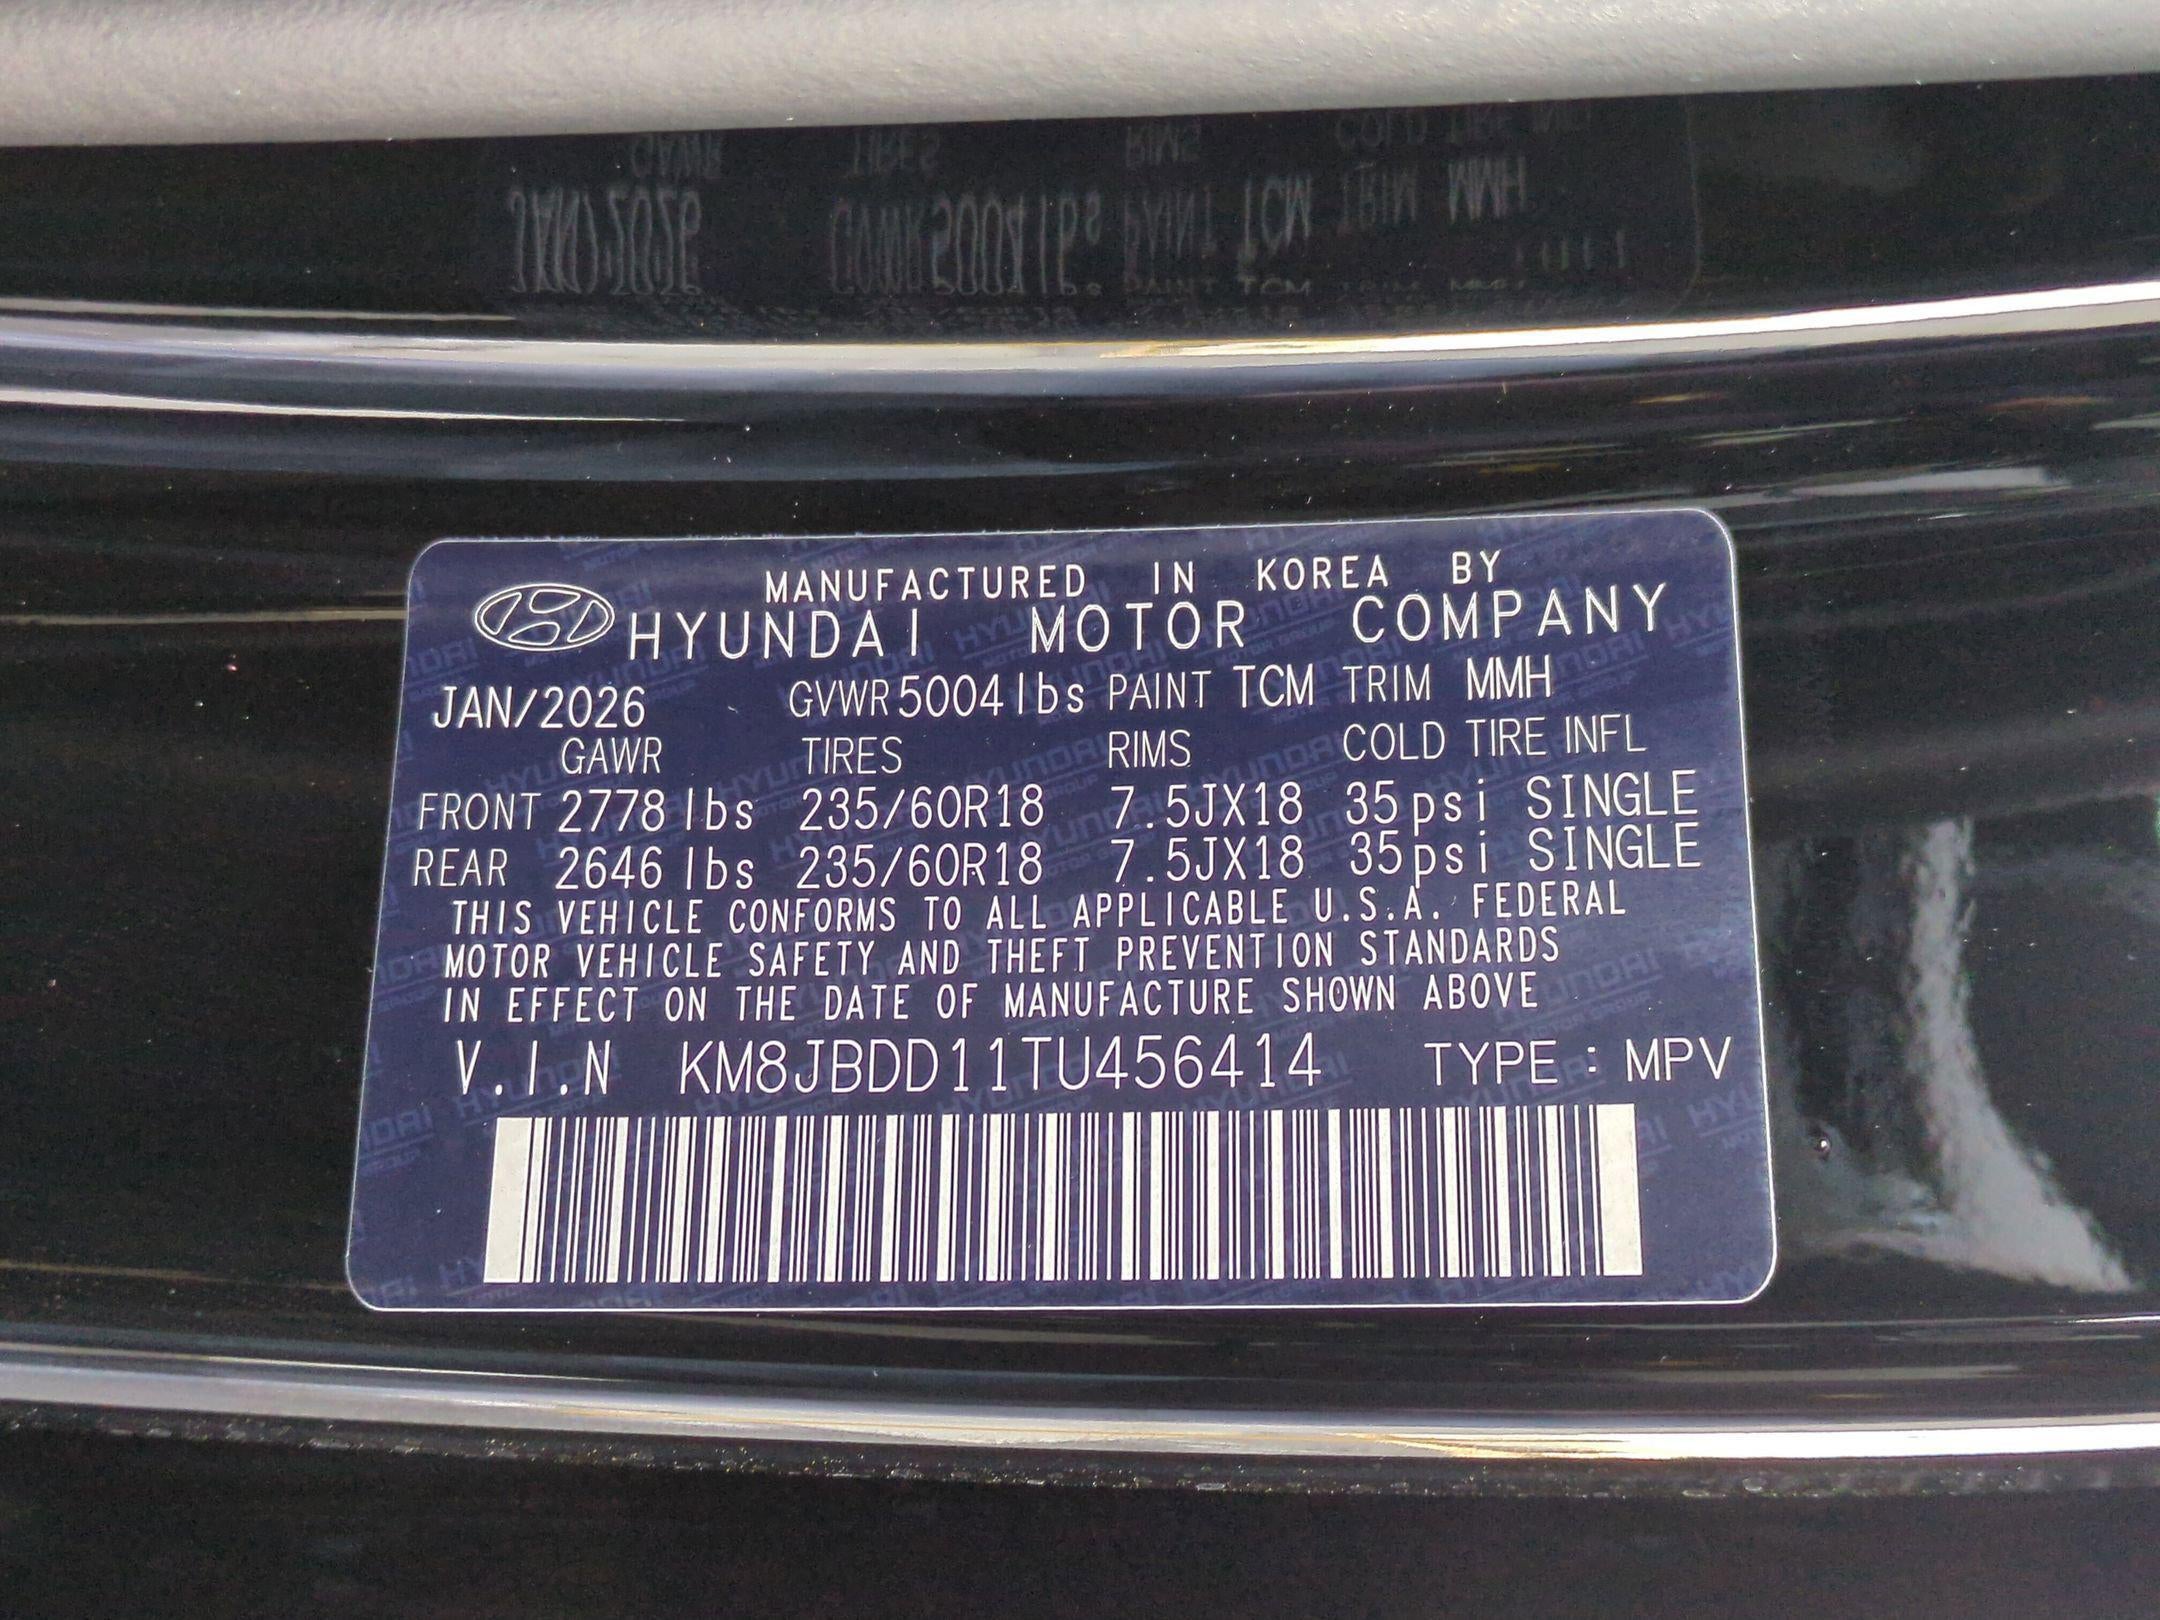 MANUFACTURED IN KOREA BY
HYUNDAI MOTOR COMPANY
JAN/2026 GVWR 5004 lbs PAINT TCM TRIM MMH
GAWR TIRES RIMS COLD TIRE INFL
FRONT 2778 lbs 235/60R18 7.5JX18 35psi SINGLE
REAR 2646 lbs 235/60R18 7.5JX18 35psi SINGLE
THIS VEHICLE CONFORMS TO ALL APPLICABLE U.S.A. FEDERAL
MOTOR VEHICLE SAFETY AND THEFT PREVENTION STANDARDS
IN EFFECT ON THE DATE OF MANUFACTURE SHOWN ABOVE
V.I.N KM8JBDD11TU456414 TYPE : MPV